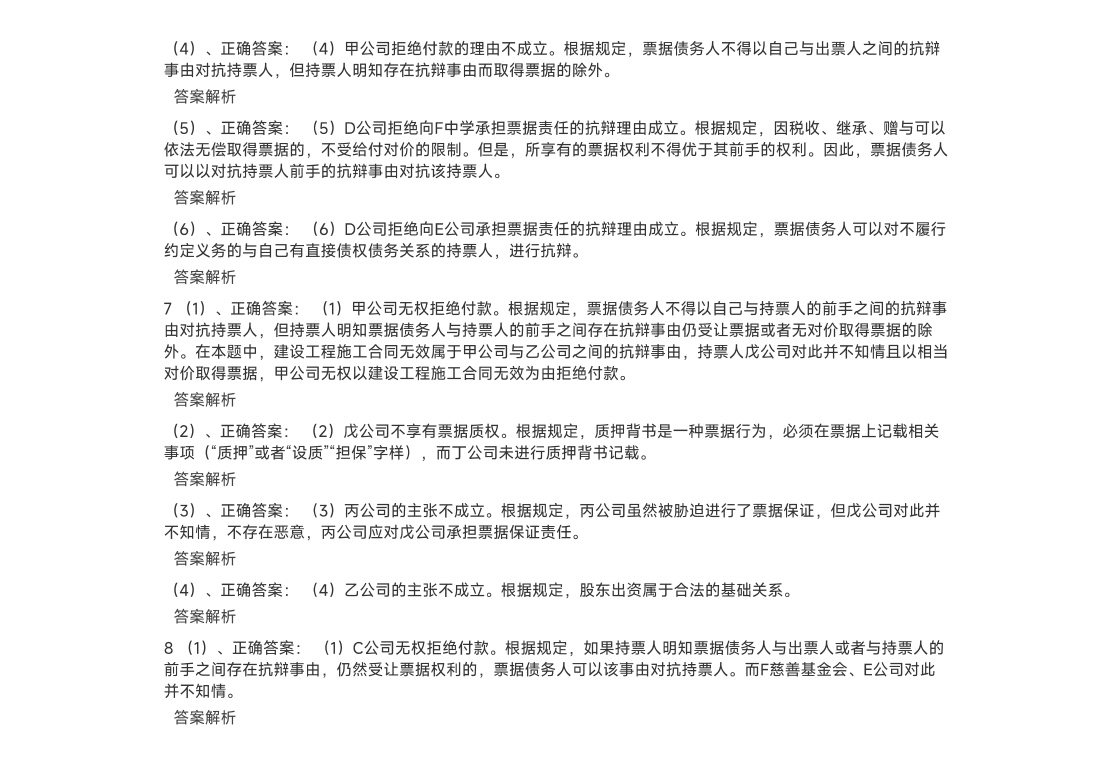 （4）、正确答案： （4）甲公司拒绝付款的理由不成立。根据规定，票据债务人不得以自己与出票人之间的抗辩
事由对抗持票人，但持票人明知存在抗辩事由而取得票据的除外。
答案解析
（5）、正确答案： （5）D公司拒绝向F中学承担票据责任的抗辩理由成立。根据规定，因税收、继承、赠与可以
依法无偿取得票据的，不受给付对价的限制。但是，所享有的票据权利不得优于其前手的权利。因此，票据债务人
可以以对抗持票人前手的抗辩事由对抗该持票人。
答案解析
（6）、正确答案： （6）D公司拒绝向E公司承担票据责任的抗辩理由成立。根据规定，票据债务人可以对不履行
约定义务的与自己有直接债权债务关系的持票人，进行抗辩。
答案解析
7 （1）、正确答案： （1）甲公司无权拒绝付款。根据规定，票据债务人不得以自己与持票人的前手之间的抗辩事
由对抗持票人，但持票人明知票据债务人与持票人的前手之间存在抗辩事由仍受让票据或者无对价取得票据的除
外。在本题中，建设工程施工合同无效属于甲公司与乙公司之间的抗辩事由，持票人戊公司对此并不知情且以相当
对价取得票据，甲公司无权以建设工程施工合同无效为由拒绝付款。
答案解析
（2）、正确答案： （2）戊公司不享有票据质权。根据规定，质押背书是一种票据行为，必须在票据上记载相关
事项（“质押”或者“设质”“担保”字样），而丁公司未进行质押背书记载。
答案解析
（3）、正确答案： （3）丙公司的主张不成立。根据规定，丙公司虽然被胁迫进行了票据保证，但戊公司对此并
不知情，不存在恶意，丙公司应对戊公司承担票据保证责任。
答案解析
（4）、正确答案： （4）乙公司的主张不成立。根据规定，股东出资属于合法的基础关系。
答案解析
8 （1）、正确答案： （1）C公司无权拒绝付款。根据规定，如果持票人明知票据债务人与出票人或者与持票人的
前手之间存在抗辩事由，仍然受让票据权利的，票据债务人可以该事由对抗持票人。而F慈善基金会、E公司对此
并不知情。
答案解析